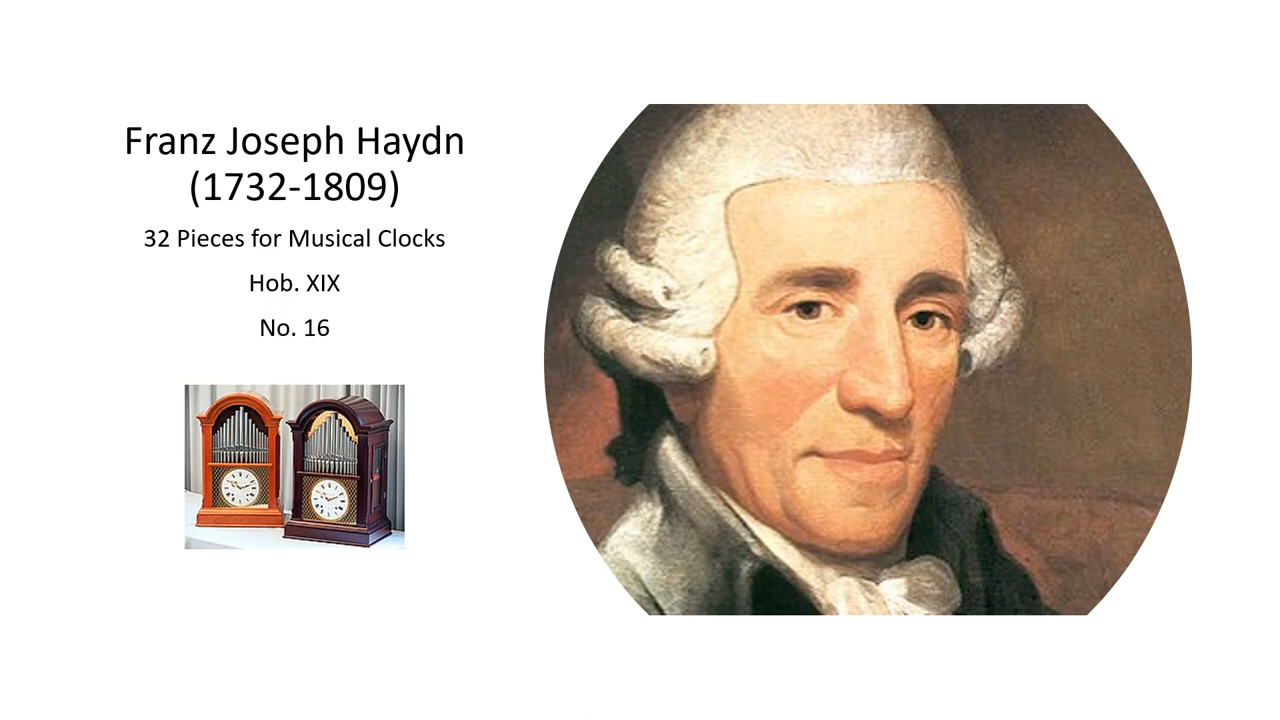 Franz Joseph Haydn
(1732-1809)
32 Pieces for Musical Clocks
Hob. XIX
No. 16